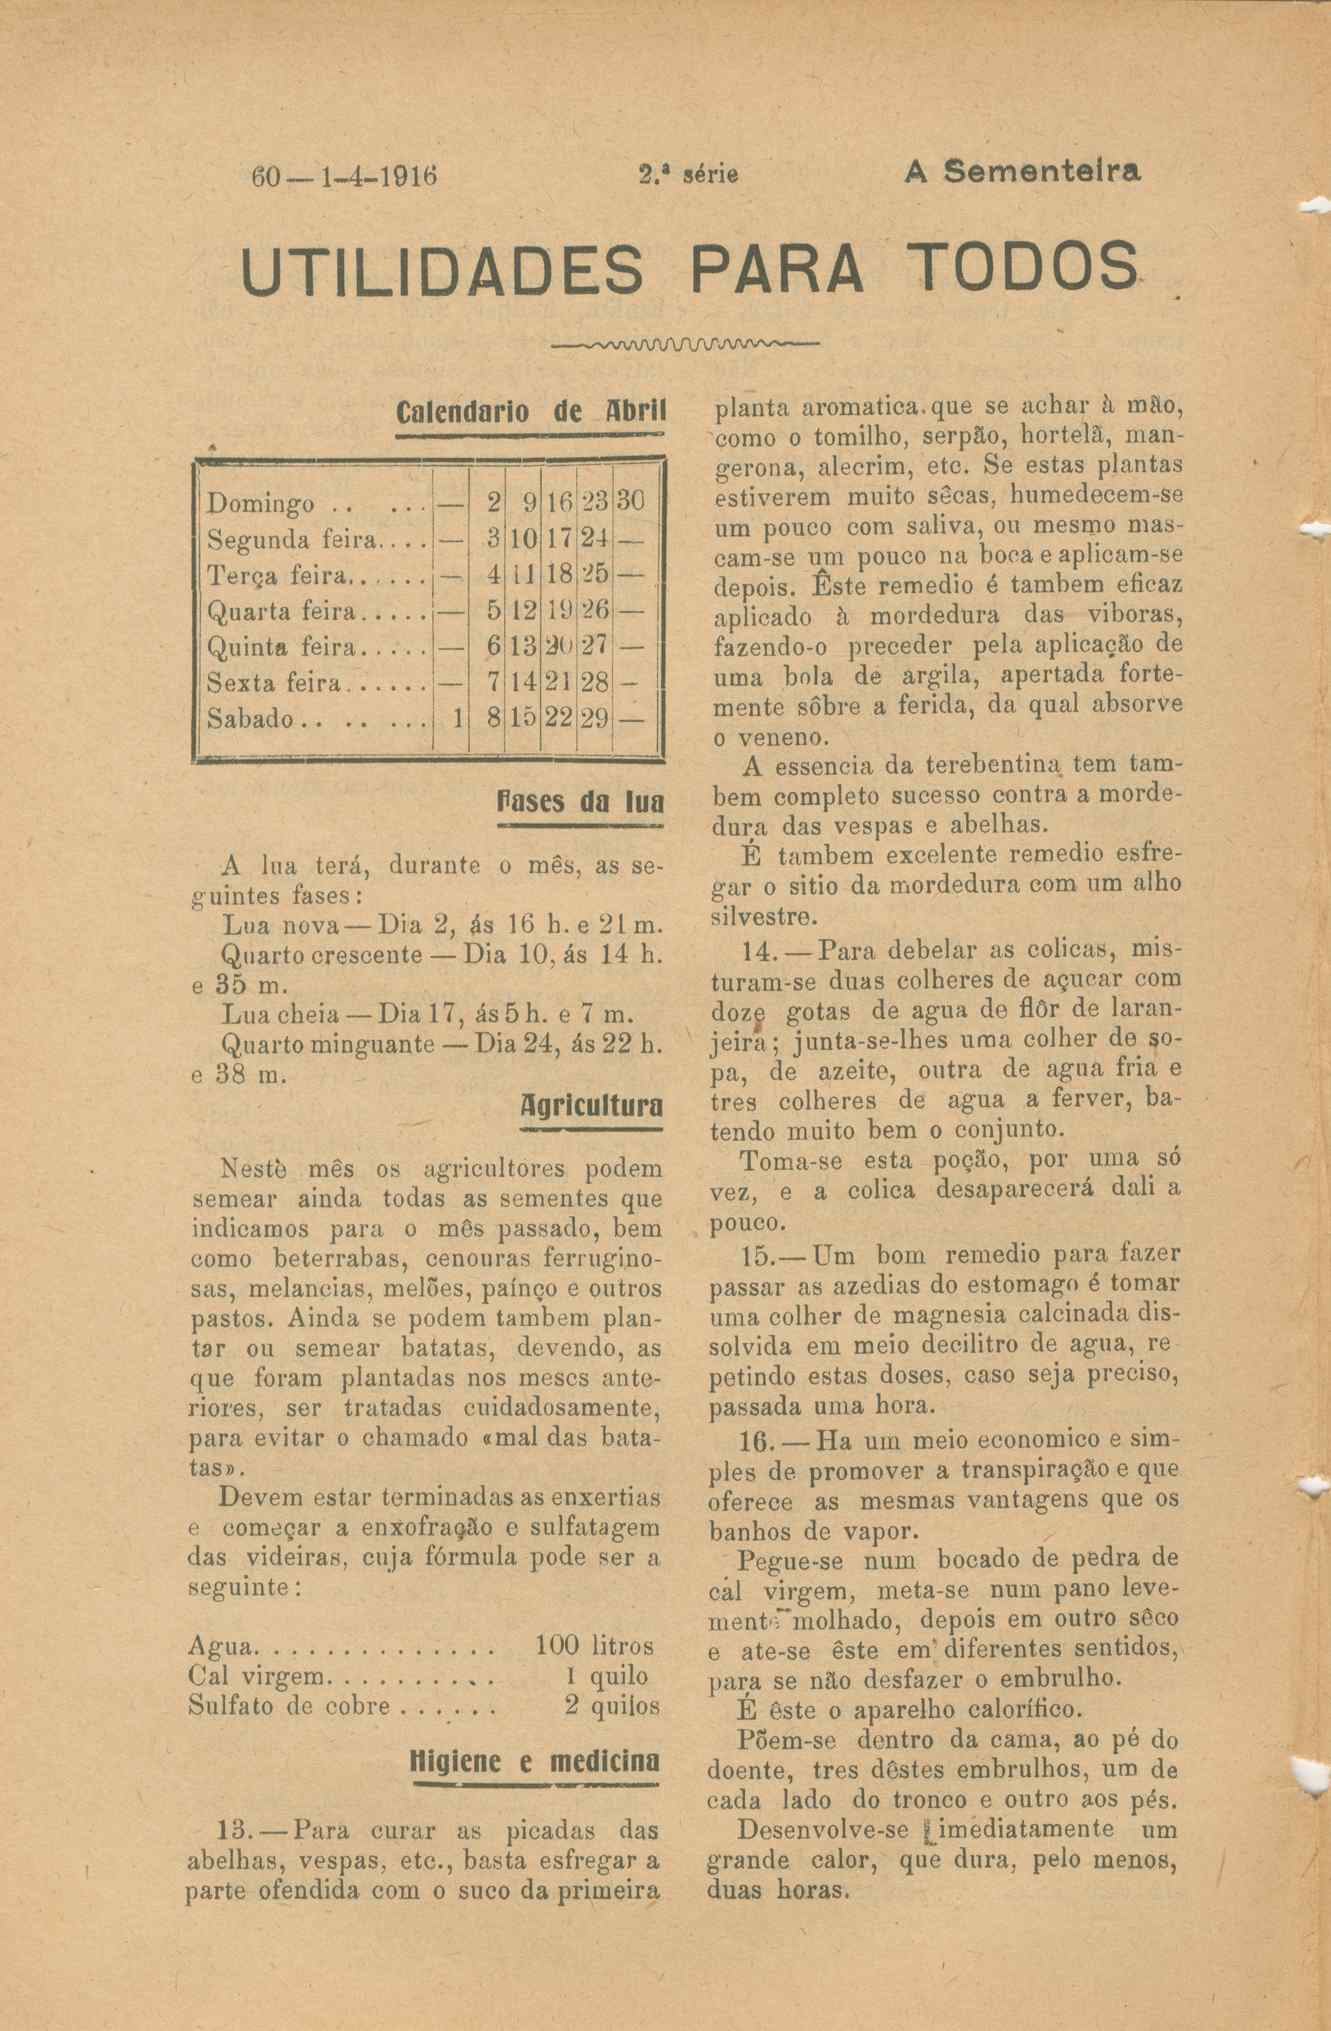 60 — 1-4-1916 2.ª série A Sementeira
UTILIDADES PARA TODOS
Calendario de Abril
Domingo .. ... — 2 9 16 23 30
Segunda feira.... — 3 10 17 24 —
Terça feira...... — 4 11 18 25 —
Quarta feira..... — 5 12 19 26 —
Quinta feira..... — 6 13 20 27 —
Sexta feira...... — 7 14 21 28 —
Sabado.. .. ... 1 8 15 22 29 —
Fases da lua
A lua terá, durante o mês, as se-
guintes fases:
Lua nova — Dia 2, ás 16 h. e 21 m.
Quarto crescente — Dia 10, ás 14 h.
e 35 m.
Lua cheia — Dia 17, ás 5 h. e 7 m.
Quarto minguante — Dia 24, ás 22 h.
e 38 m.
Agricultura
Neste mês os agricultores podem
semear ainda todas as sementes que
indicamos para o mês passado, bem
como beterrabas, cenouras ferrugino-
sas, melancias, melões, paínço e outros
pastos. Ainda se podem tambem plan-
tar ou semear batatas, devendo, as
que foram plantadas nos meses ante-
riores, ser tratadas cuidadosamente,
para evitar o chamado «mal das bata-
tas».
Devem estar terminadas as enxertias
e começar a enxofração e sulfatagem
das videiras, cuja fórmula pode ser a
seguinte:
Agua.............. 100 litros
Cal virgem.......... 1 quilo
Sulfato de cobre ...... 2 quilos
Higiene e medicina
13. — Para curar as picadas das
abelhas, vespas, etc., basta esfregar a
parte ofendida com o suco da primeira
planta aromatica que se achar à mão,
como o tomilho, serpão, hortelã, man-
gerona, alecrim, etc. Se estas plantas
estiverem muito sêcas, humedecem-se
um pouco com saliva, ou mesmo mas-
cam-se um pouco na boca e aplicam-se
depois. Êste remedio é tambem eficaz
aplicado à mordedura das viboras,
fazendo-o preceder pela aplicação de
uma bola de argila, apertada forte-
mente sôbre a ferida, da qual absorve
o veneno.
A essencia da terebentina tem tam-
bem completo sucesso contra a morde-
dura das vespas e abelhas.
É tambem excelente remedio esfre-
gar o sitio da mordedura com um alho
silvestre.
14. — Para debelar as colicas, mis-
turam-se duas colheres de açucar com
doze gotas de agua de flôr de laran-
jeira; junta-se-lhes uma colher de so-
pa, de azeite, outra de agua fria e
tres colheres de agua a ferver, ba-
tendo muito bem o conjunto.
Toma-se esta poção, por uma só
vez, e a colica desaparecerá dali a
pouco.
15. — Um bom remedio para fazer
passar as azedias do estomago é tomar
uma colher de magnesia calcinada dis-
solvida em meio decilitro de agua, re
petindo estas doses, caso seja preciso,
passada uma hora.
16. — Ha um meio economico e sim-
ples de promover a transpiração e que
oferece as mesmas vantagens que os
banhos de vapor.
Pegue-se num bocado de pedra de
cál virgem, meta-se num pano leve-
mente molhado, depois em outro sêco
e ate-se êste em diferentes sentidos,
para se não desfazer o embrulho.
É êste o aparelho calorífico.
Põem-se dentro da cama, ao pé do
doente, tres dêstes embrulhos, um de
cada lado do tronco e outro aos pés.
Desenvolve-se imediatamente um
grande calor, que dura, pelo menos,
duas horas.